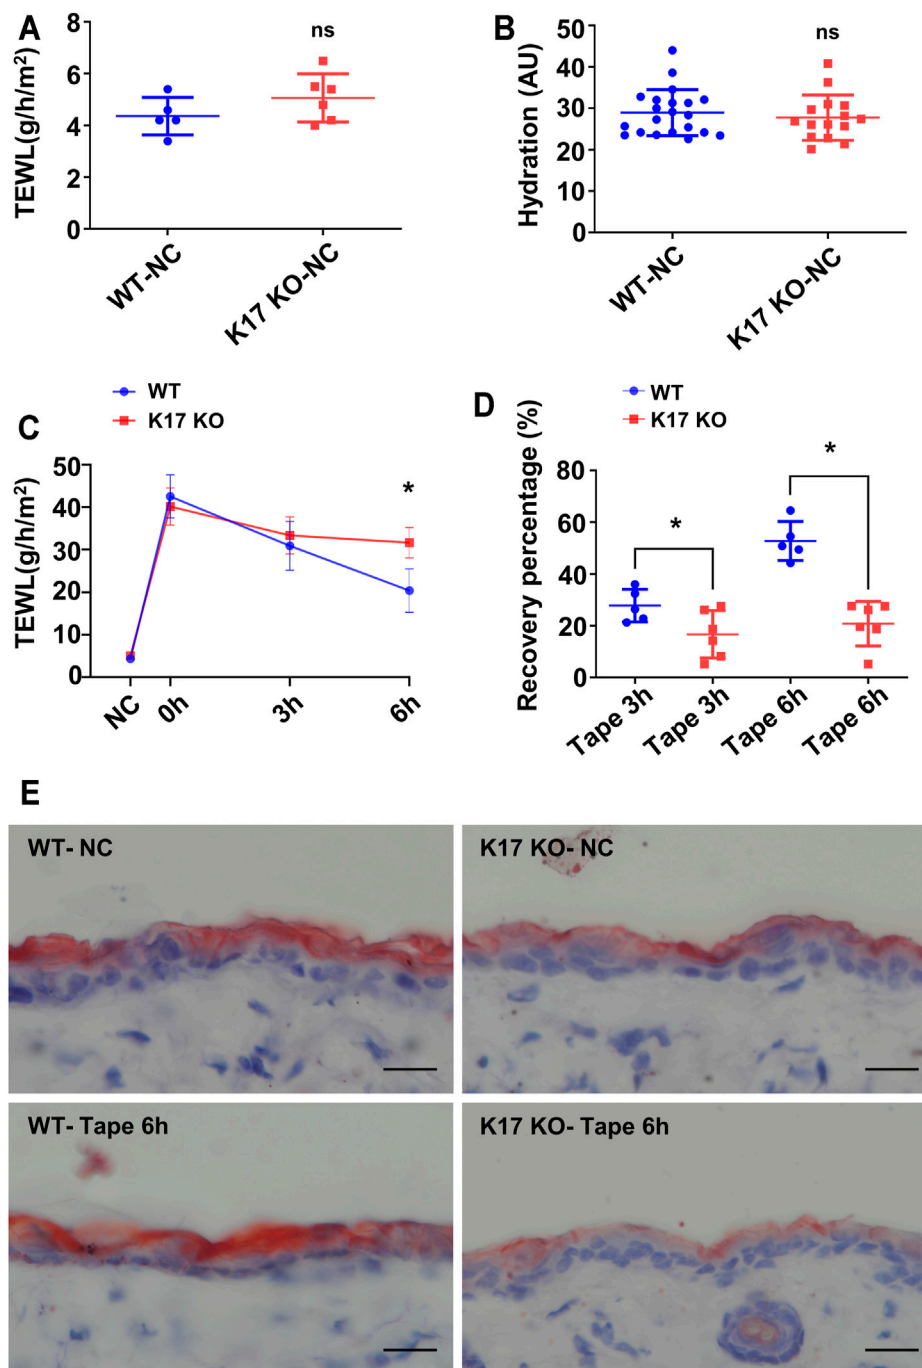 A
TEWL(g/h/m²)
8
6
4
2
0
ns
WT-NC
K17 KO-NC
B
Hydration (AU)
50
40
30
20
10
0
ns
WT-NC
K17 KO-NC
C
WT
K17 KO
TEWL(g/h/m²)
50
40
30
20
10
0
*
NC
0h
3h
6h
D
WT
K17 KO
Recovery percentage (%)
80
60
40
20
0
*
*
Tape 3h
Tape 3h
Tape 6h
Tape 6h
E
WT- NC
K17 KO- NC
WT- Tape 6h
K17 KO- Tape 6h